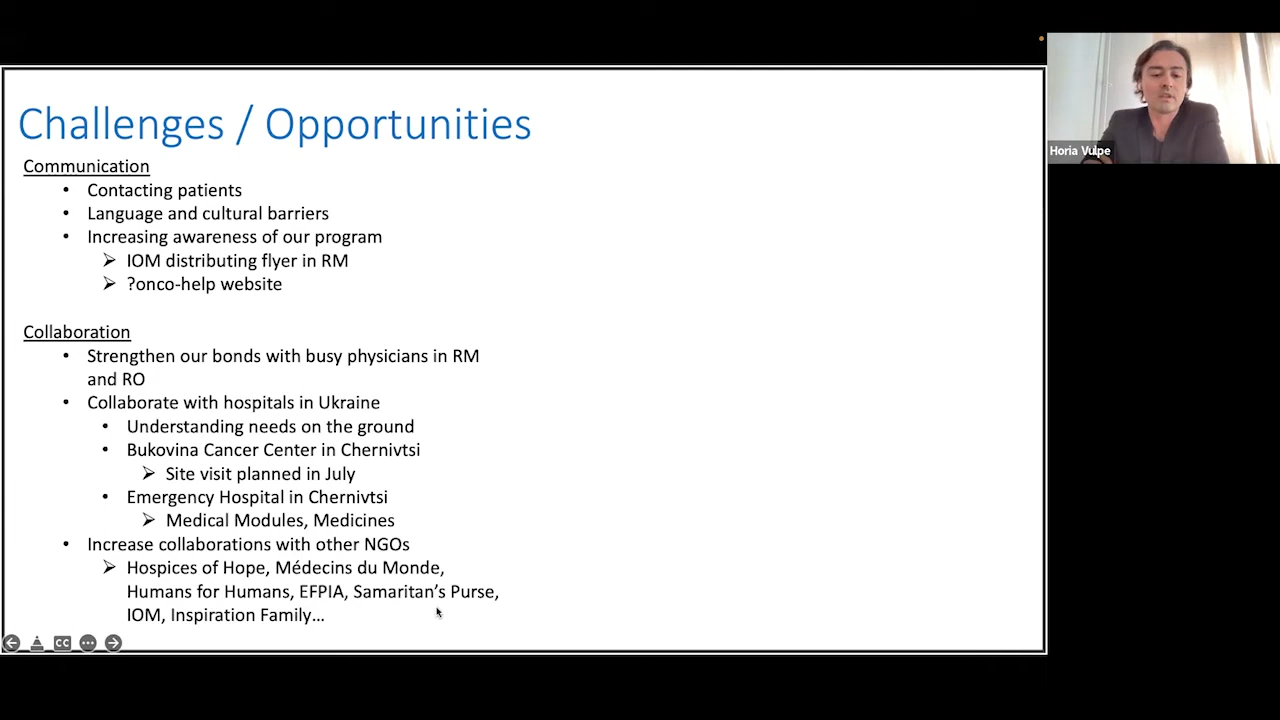 Challenges / Opportunities
Communication
• Contacting patients
• Language and cultural barriers
• Increasing awareness of our program
➢ IOM distributing flyer in RM
➢ ?onco-help website
Collaboration
• Strengthen our bonds with busy physicians in RM
and RO
• Collaborate with hospitals in Ukraine
• Understanding needs on the ground
• Bukovina Cancer Center in Chernivtsi
➢ Site visit planned in July
• Emergency Hospital in Chernivtsi
➢ Medical Modules, Medicines
• Increase collaborations with other NGOs
➢ Hospices of Hope, Médecins du Monde,
Humans for Humans, EFPIA, Samaritan’s Purse,
IOM, Inspiration Family…
CC
Horia Vulpe